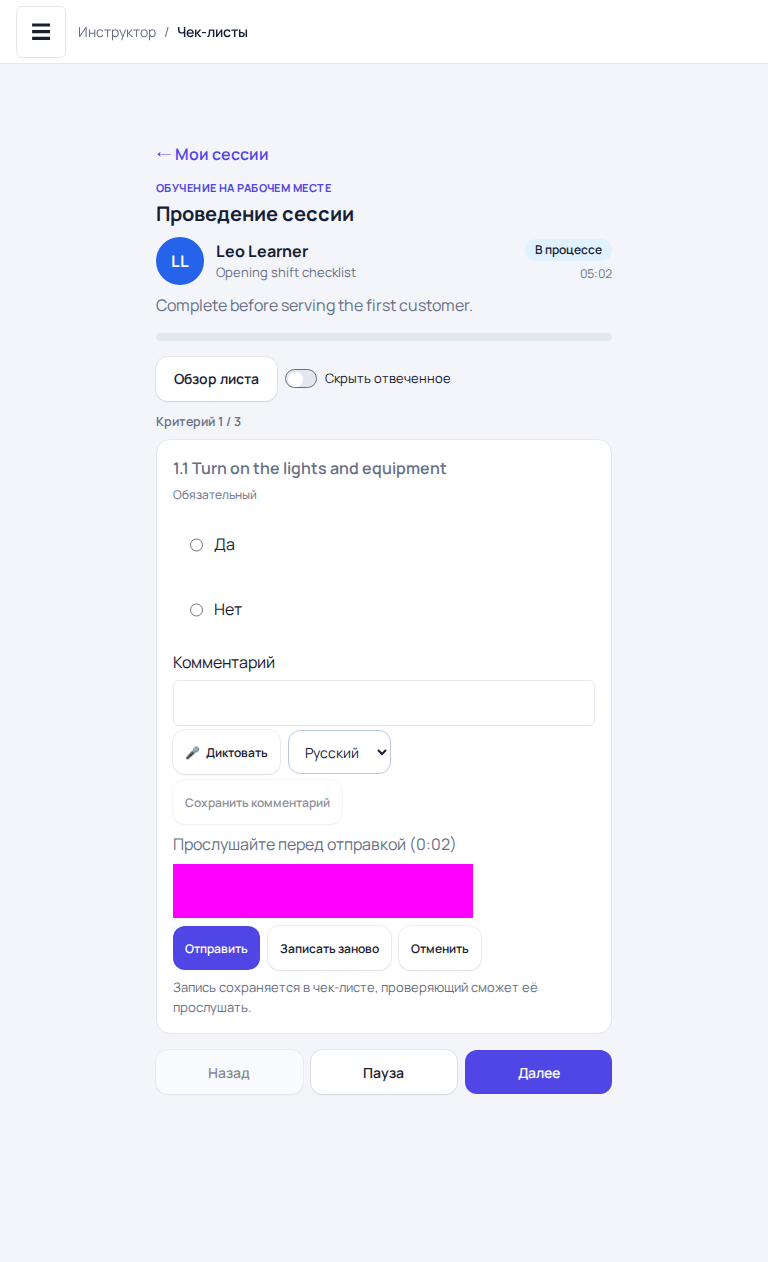 Инструктор / Чек-листы
← Мои сессии
ОБУЧЕНИЕ НА РАБОЧЕМ МЕСТЕ
Проведение сессии
LL
Leo Learner
Opening shift checklist
В процессе
05:02
Complete before serving the first customer.
Обзор листа
Скрыть отвеченное
Критерий 1 / 3
1.1 Turn on the lights and equipment
Обязательный
Да
Нет
Комментарий
Диктовать
Русский
Сохранить комментарий
Прослушайте перед отправкой (0:02)
Отправить
Записать заново
Отменить
Запись сохраняется в чек-листе, проверяющий сможет её
прослушать.
Назад
Пауза
Далее